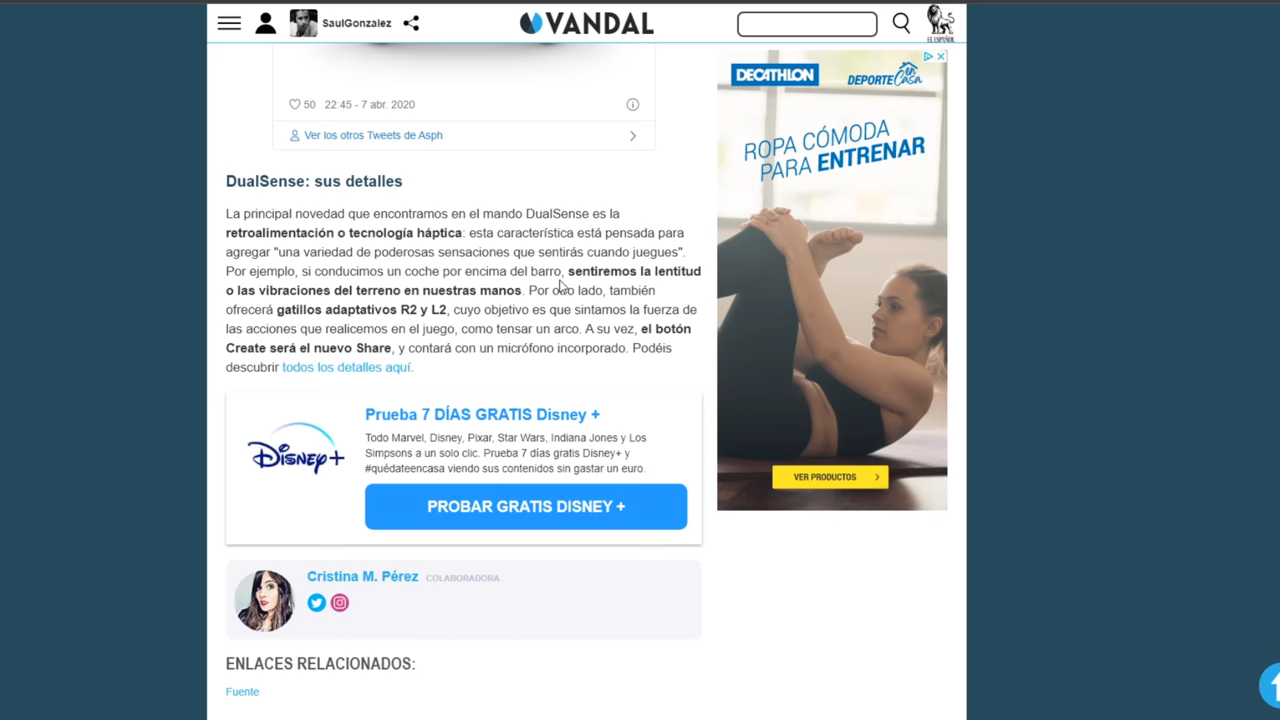 SaulGonzalez
VANDAL
EL ESPAÑOL
50 22:45 - 7 abr. 2020
Ver los otros Tweets de Asph
DualSense: sus detalles
La principal novedad que encontramos en el mando DualSense es la
retroalimentación o tecnología háptica: esta característica está pensada para
agregar "una variedad de poderosas sensaciones que sentirás cuando juegues".
Por ejemplo, si conducimos un coche por encima del barro, sentiremos la lentitud
o las vibraciones del terreno en nuestras manos. Por otro lado, también
ofrecerá gatillos adaptativos R2 y L2, cuyo objetivo es que sintamos la fuerza de
las acciones que realicemos en el juego, como tensar un arco. A su vez, el botón
Create será el nuevo Share, y contará con un micrófono incorporado. Podéis
descubrir todos los detalles aquí.
Prueba 7 DÍAS GRATIS Disney +
Todo Marvel, Disney, Pixar, Star Wars, Indiana Jones y Los
Simpsons a un solo clic. Prueba 7 días gratis Disney+ y
#quédateencasa viendo sus contenidos sin gastar un euro.
Disney+
PROBAR GRATIS DISNEY +
Cristina M. Pérez COLABORADORA
ENLACES RELACIONADOS:
Fuente
DECATHLON
DEPORTE en Casa
ROPA CÓMODA
PARA ENTRENAR
VER PRODUCTOS